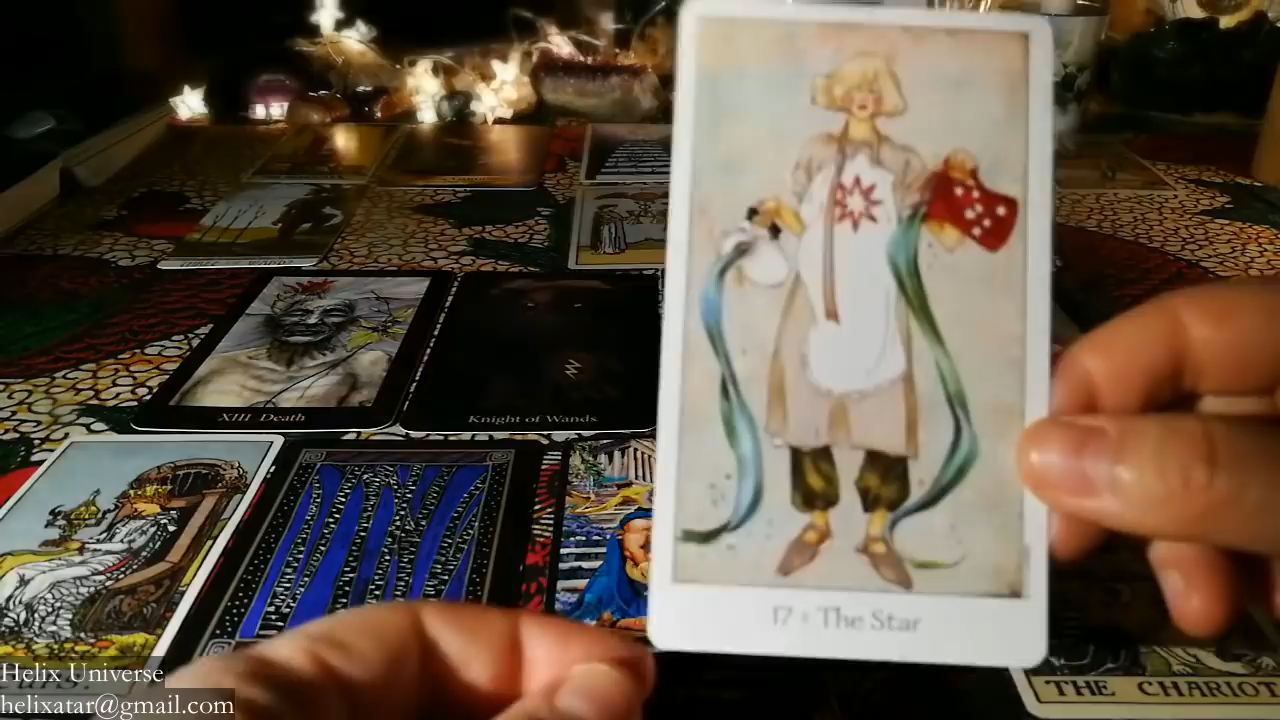 XIII Death
Knight of Wands
17 The Star
THE CHARIOT
Helix Universe
helixatar@gmail.com